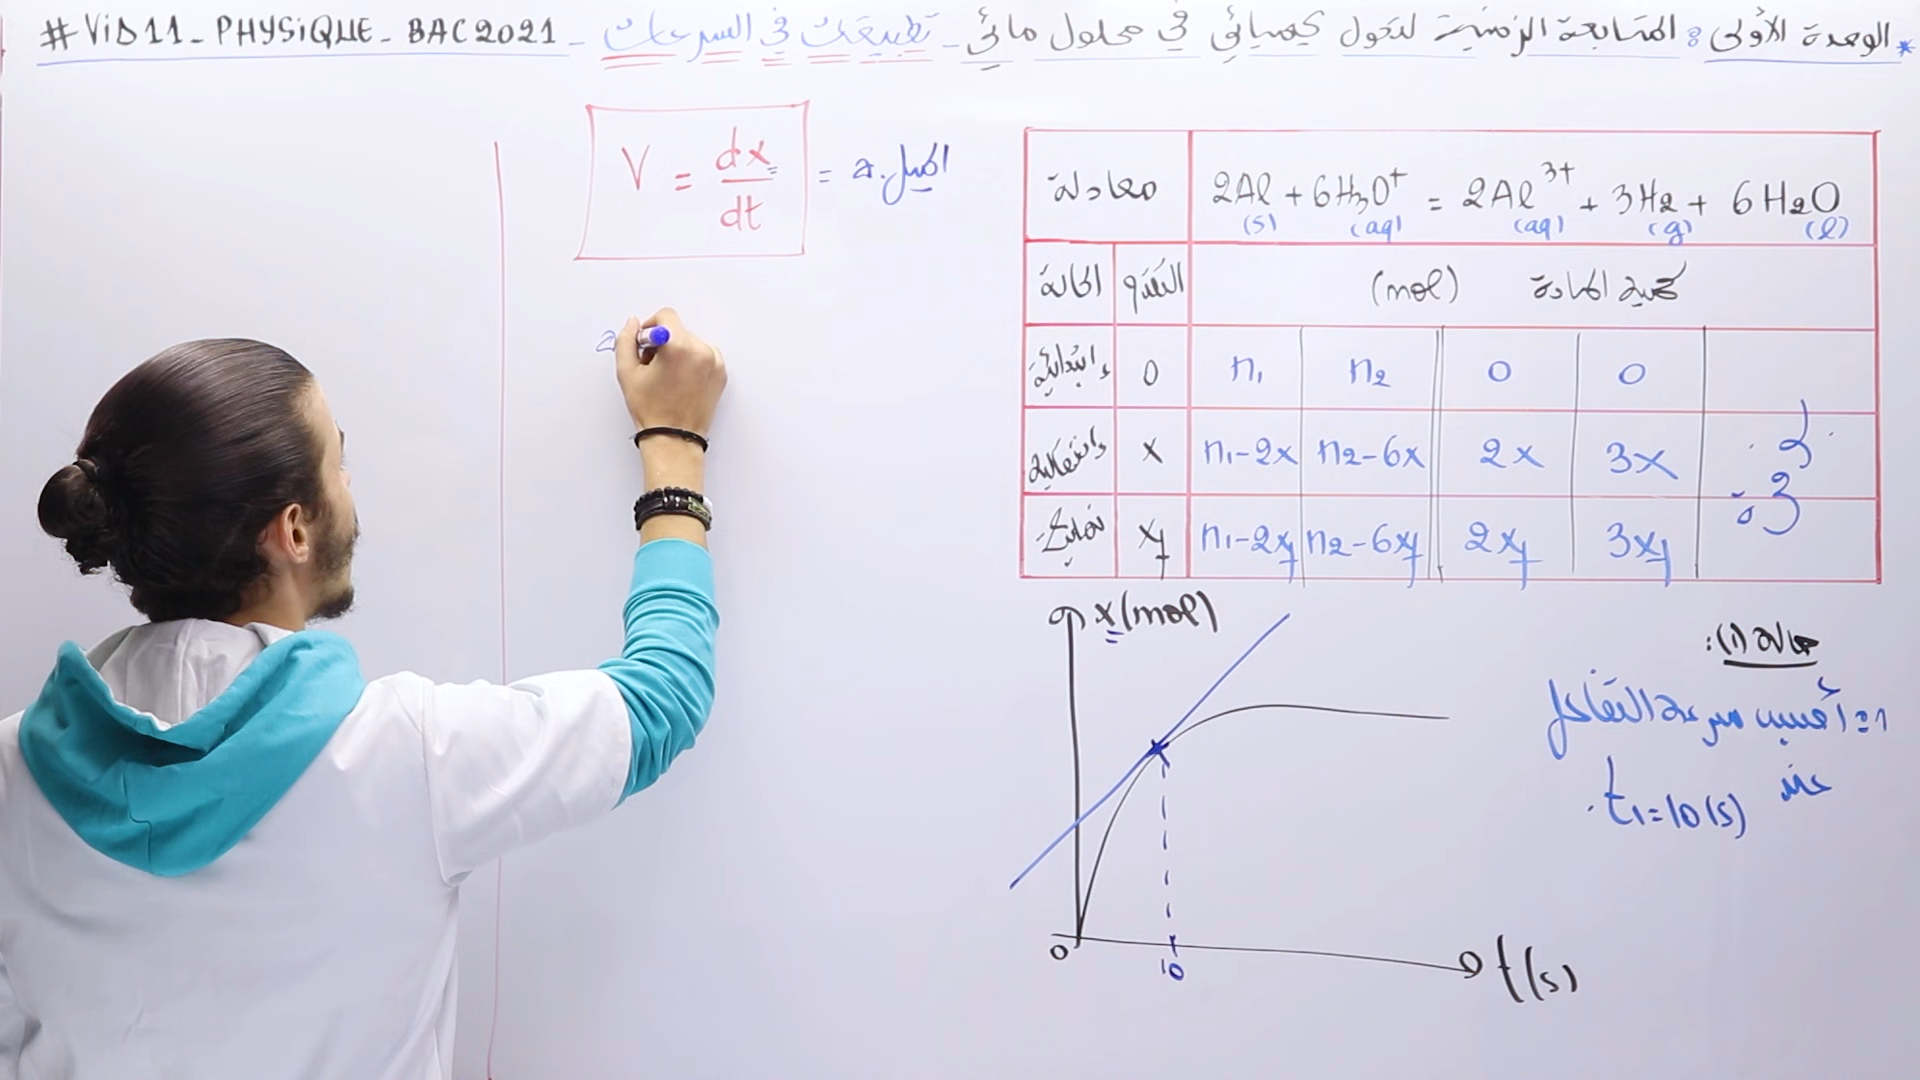 * الوحدة الأولى : المتابعة الزمنية لتحول كيميائي في محلول مائي - تطبيقات في السرعات - #ViD11_PHYSiQUE_BAC2021
V = dx/dt = a. الميل
a
معادلة 2Al + 6H3O+ = 2Al3+ + 3H2 + 6H2O
(s) (aq) (aq) (g) (l)
الحالة التقدم كمية المادة (mol)
إبتدائية 0 n1 n2 0 0
إنتقالية x n1-2x n2-6x 2x 3x
نهائية xf n1-2xf n2-6xf 2xf 3xf
x(mol)
حالة (1):
1: أحسب سرعة التفاعل
عند t1=10(s).
0
10
t(s)